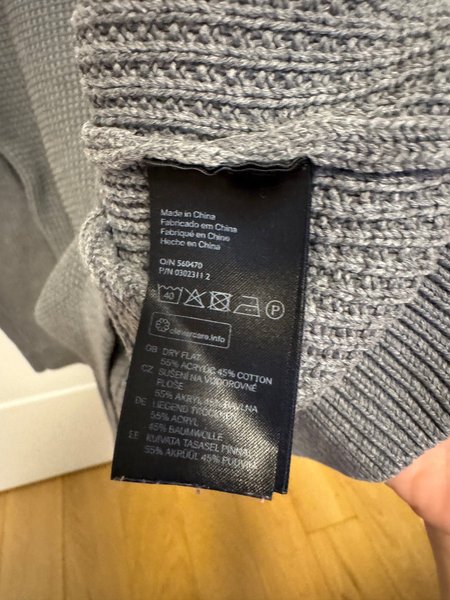 Made in China
Fabricado em China
Fabriqué en Chine
Hecho en China
O/N 560470
P/N 0302311 2
40 P
clevercare.info
GB DRY FLAT
55% ACRYLIC 45% COTTON
CZ SUŠENÍ NA VODOROVNÉ
PLOŠE
55% AKRYL 45% BAVLNA
DE LIEGEND TROCKNEN
55% ACRYL
45% BAUMWOLLE
EE KUIVATA TASASEL PINNAL
55% AKRÜÜL 45% PUUVILL